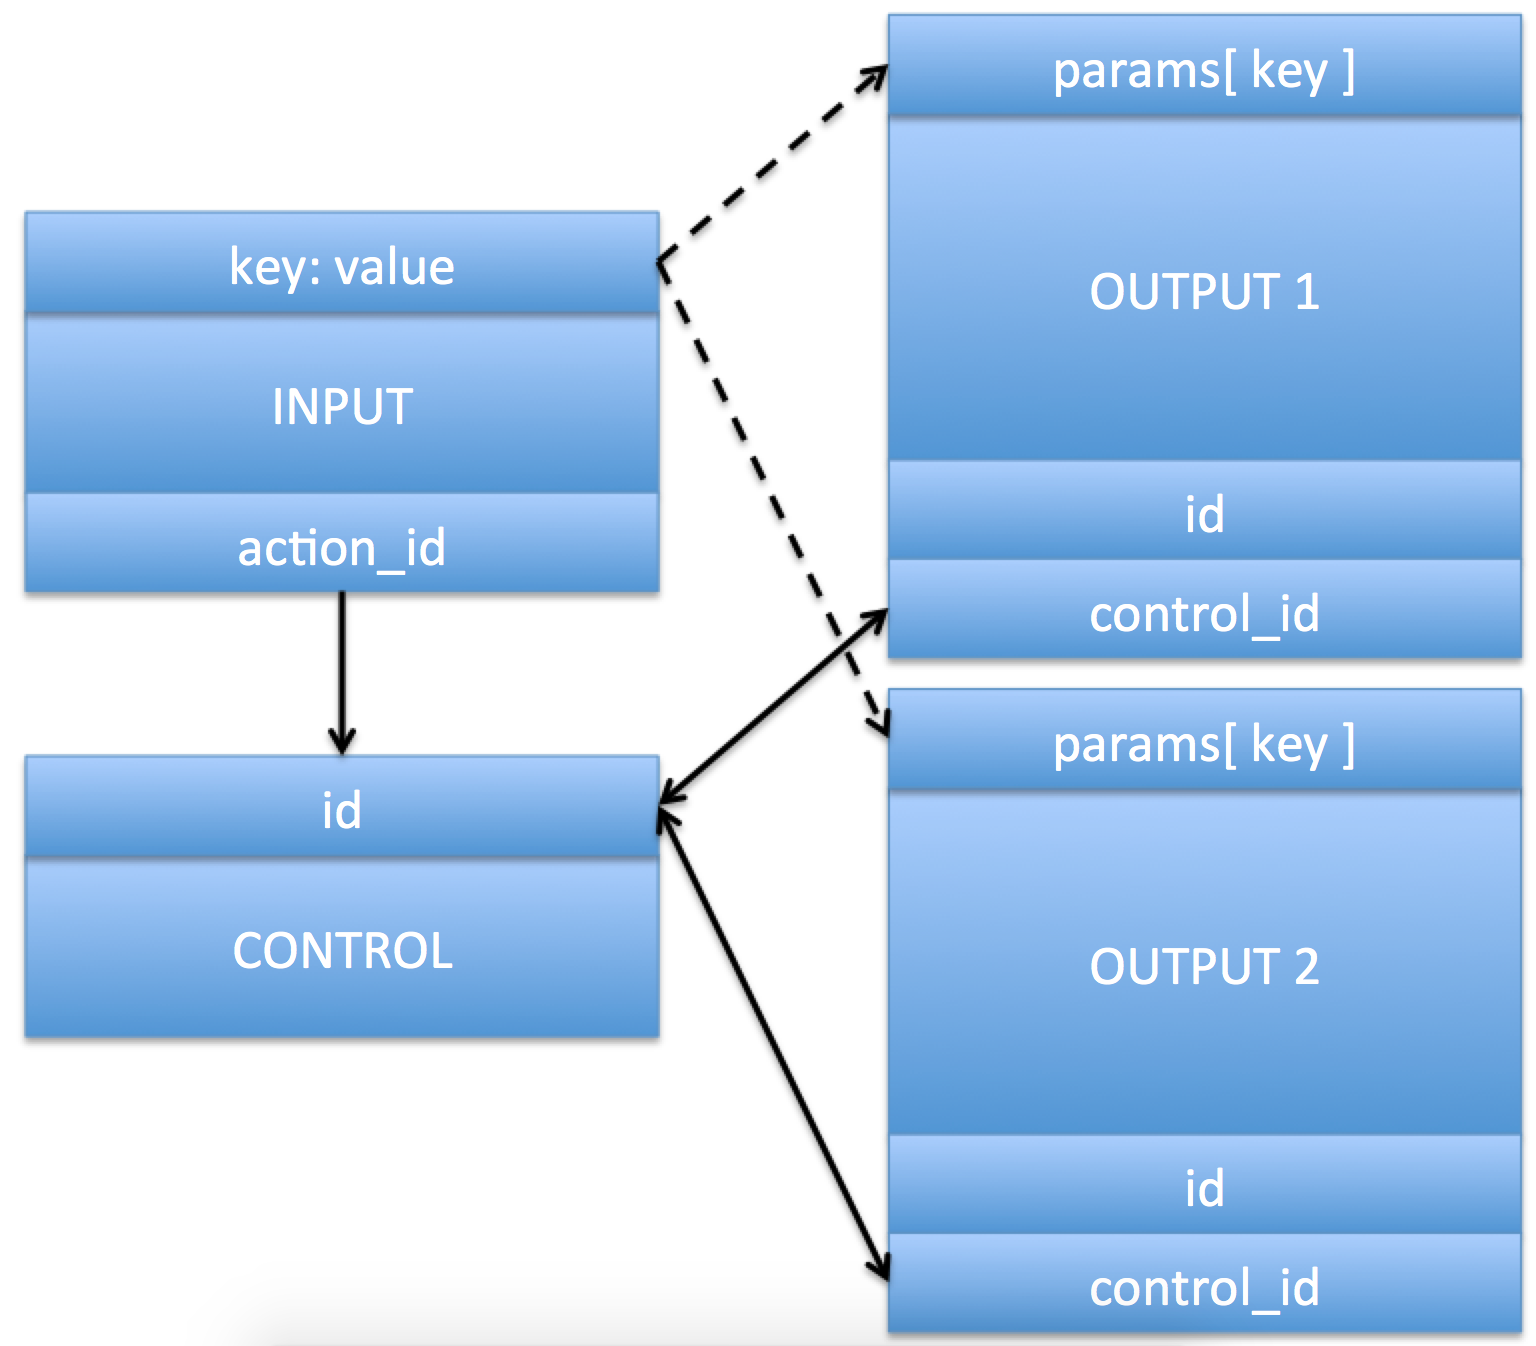 key: value
INPUT
action_id
id
CONTROL
params[ key ]
OUTPUT 1
id
control_id
params[ key ]
OUTPUT 2
id
control_id